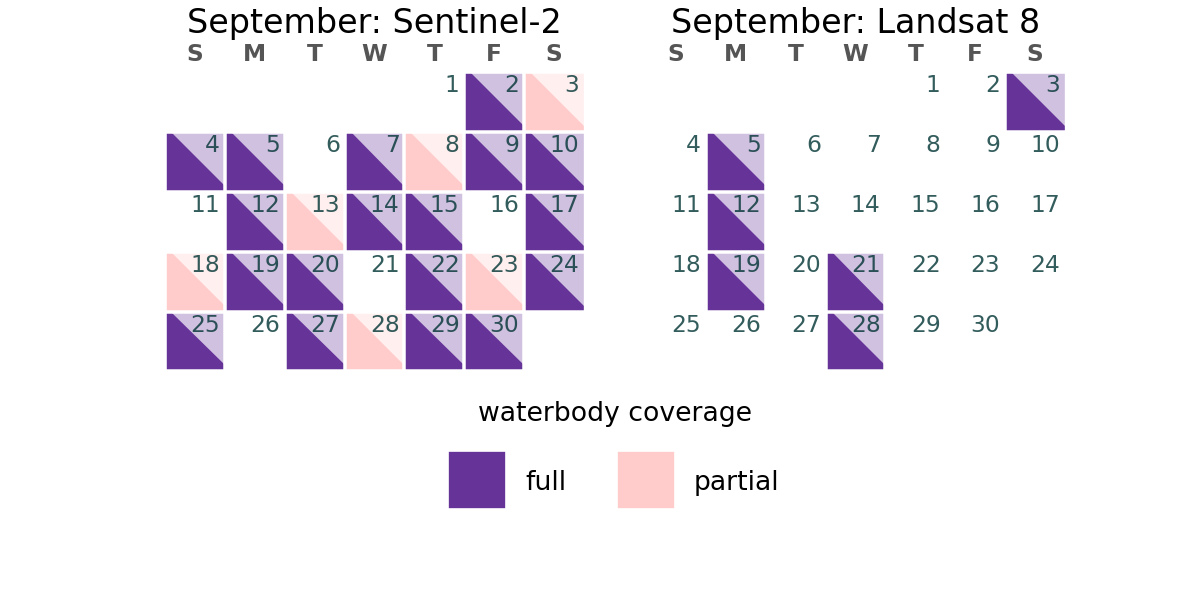 September: Sentinel-2
S M T W T F S
1 2 3
4 5 6 7 8 9 10
11 12 13 14 15 16 17
18 19 20 21 22 23 24
25 26 27 28 29 30
September: Landsat 8
S M T W T F S
1 2 3
4 5 6 7 8 9 10
11 12 13 14 15 16 17
18 19 20 21 22 23 24
25 26 27 28 29 30
waterbody coverage
full
partial